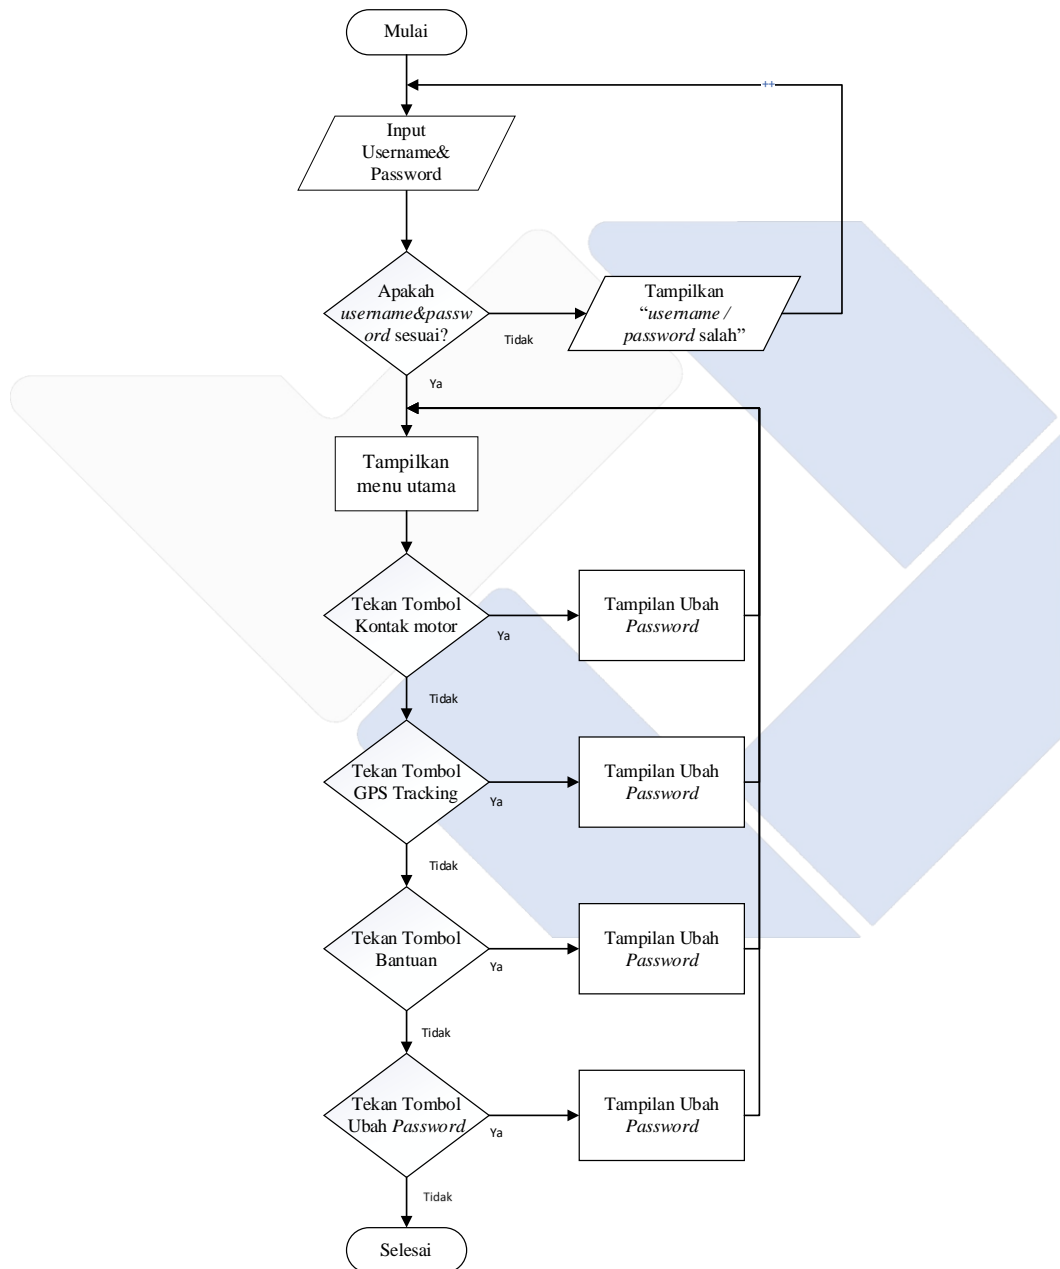 Mulai
++
Input
Username&
Password
Apakah
username&passw
ord sesuai?
Tidak
Tampilkan
“username /
password salah”
Ya
Tampilkan
menu utama
Tekan Tombol
Kontak motor
Ya
Tampilan Ubah
Password
Tidak
Tekan Tombol
GPS Tracking
Ya
Tampilan Ubah
Password
Tidak
Tekan Tombol
Bantuan
Ya
Tampilan Ubah
Password
Tidak
Tekan Tombol
Ubah Password
Ya
Tampilan Ubah
Password
Tidak
Selesai